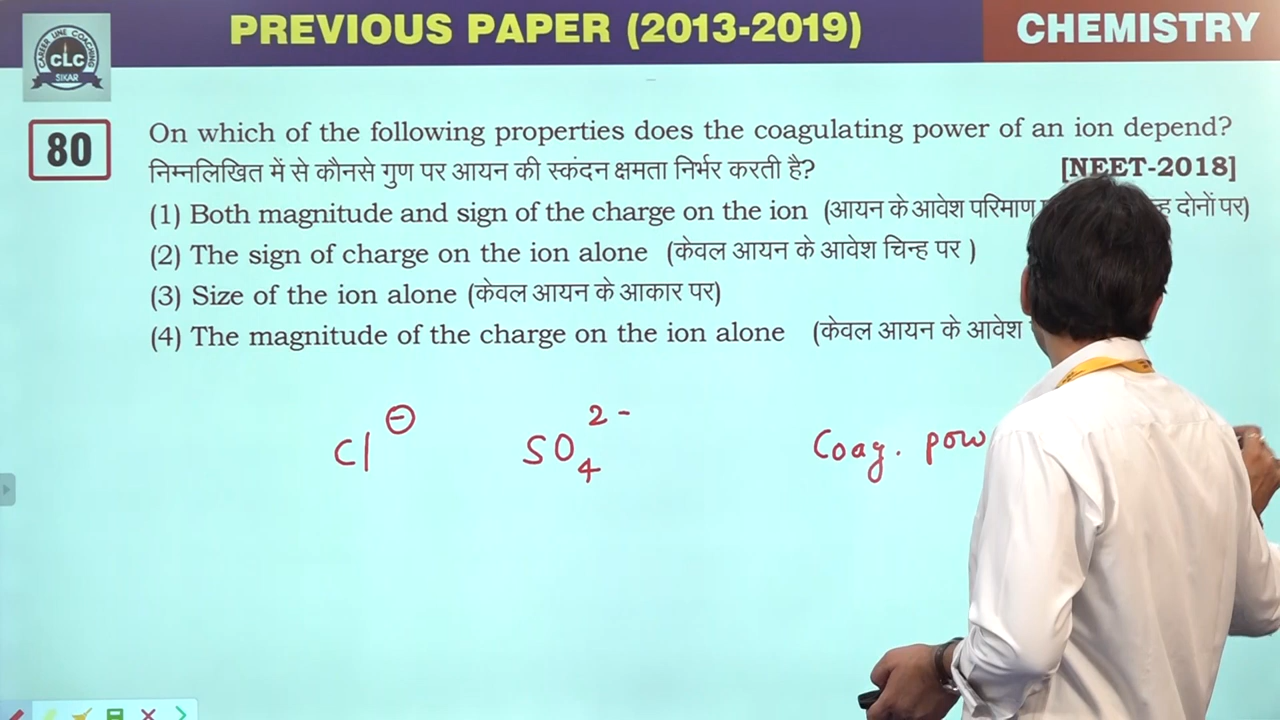 PREVIOUS PAPER (2013-2019)
CHEMISTRY
CAREER LINE COACHING
CLC
SIKAR
80
On which of the following properties does the coagulating power of an ion depend?
निम्नलिखित में से कौनसे गुण पर आयन की स्कंदन क्षमता निर्भर करती है? [NEET-2018]
(1) Both magnitude and sign of the charge on the ion (आयन के आवेश परिमाण दोनों पर)
(2) The sign of charge on the ion alone (केवल आयन के आवेश चिन्ह पर )
(3) Size of the ion alone (केवल आयन के आकार पर)
(4) The magnitude of the charge on the ion alone (केवल आयन के आवेश
Cl⊖ SO₄²⁻ Coag. pow